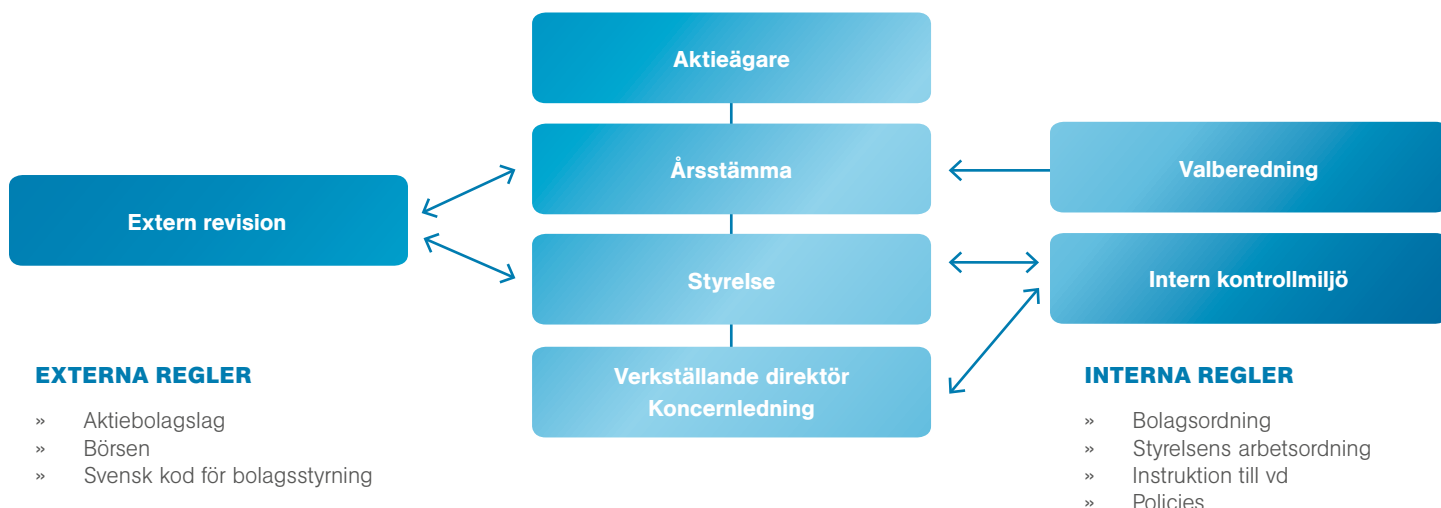 Aktieägare
Årsstämma
Valberedning
Extern revision
Styrelse
Intern kontrollmiljö
Verkställande direktör
Koncernledning
EXTERNA REGLER
» Aktiebolagslag
» Börsen
» Svensk kod för bolagsstyrning
INTERNA REGLER
» Bolagsordning
» Styrelsens arbetsordning
» Instruktion till vd
» Policies